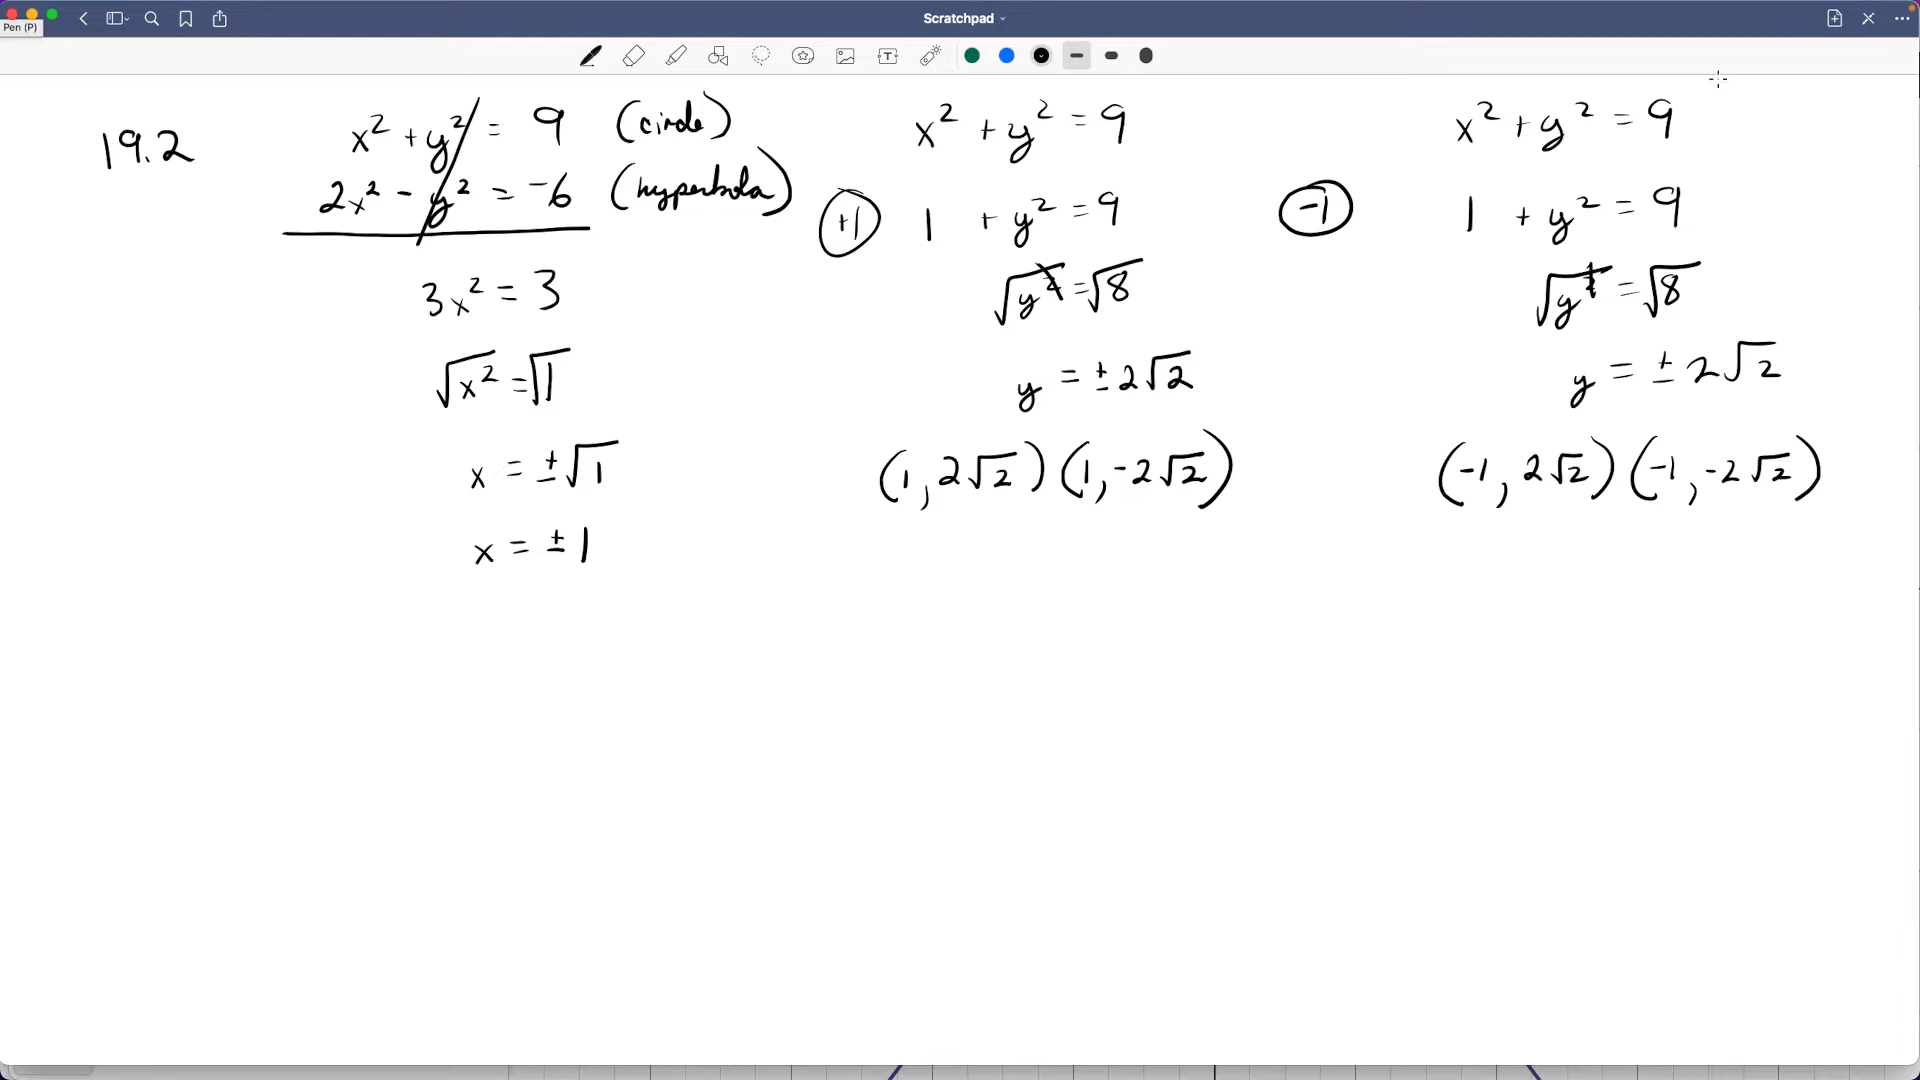 Scratchpad
Pen (P)
19.2
x² + y² = 9 (circle)
2x² - y² = -6 (hyperbola)
3x² = 3
√x² = √1
x = ±√1
x = ±1
x² + y² = 9
+1 1 + y² = 9
√y² = √8
y = ±2√2
(1, 2√2) (1, -2√2)
x² + y² = 9
-1 1 + y² = 9
√y² = √8
y = ±2√2
(-1, 2√2) (-1, -2√2)